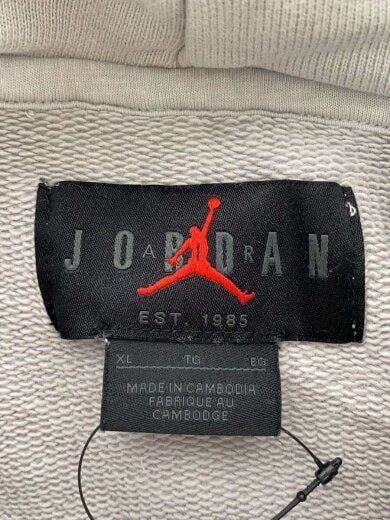 JORDAN
AIR
EST. 1985
XL TG EG
MADE IN CAMBODIA
FABRIQUE AU
CAMBODGE